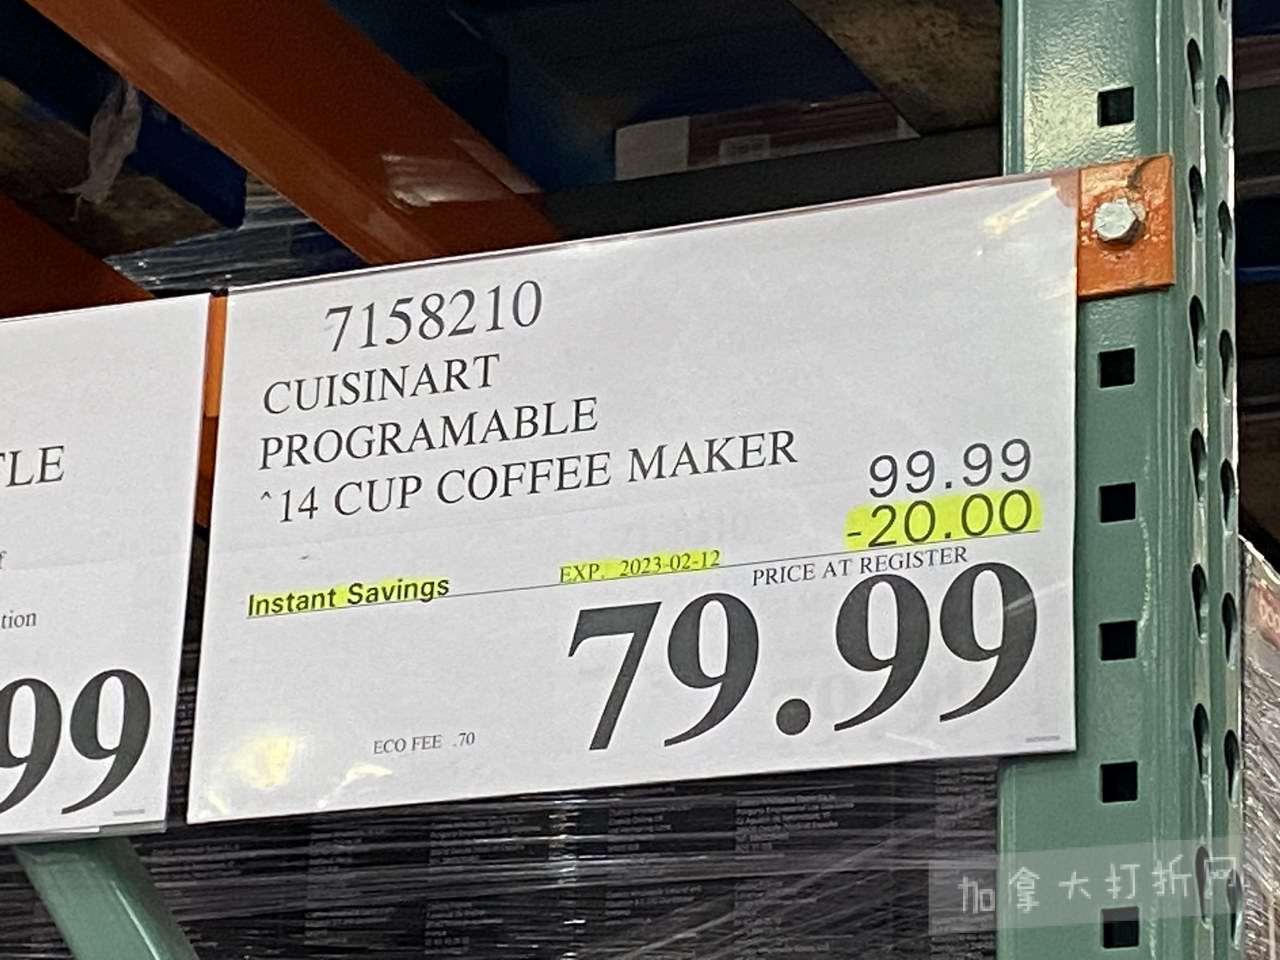 7158210
CUISINART
PROGRAMABLE
^14 CUP COFFEE MAKER
99.99
-20.00
Instant Savings EXP. 2023-02-12 PRICE AT REGISTER
79.99
ECO FEE .70
TLE
f
tion
99
加拿大打折网